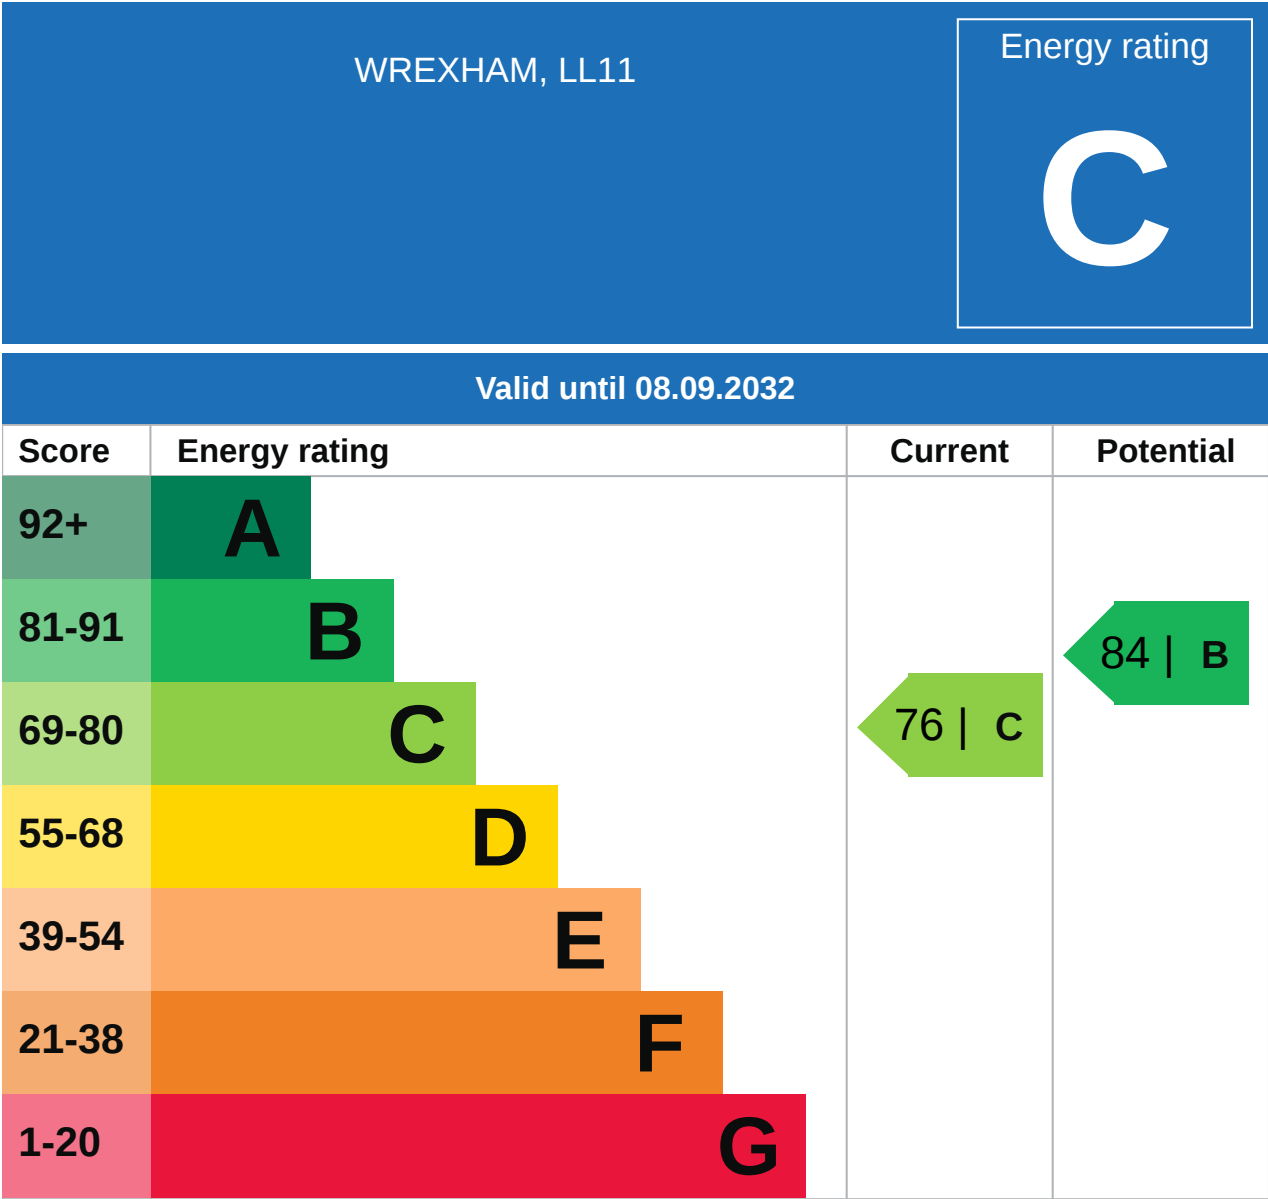 WREXHAM, LL11
Energy rating
C
Valid until 08.09.2032
Score Energy rating Current Potential
92+ A
81-91 B
84 | B
69-80 C
76 | C
55-68 D
39-54 E
21-38 F
1-20 G